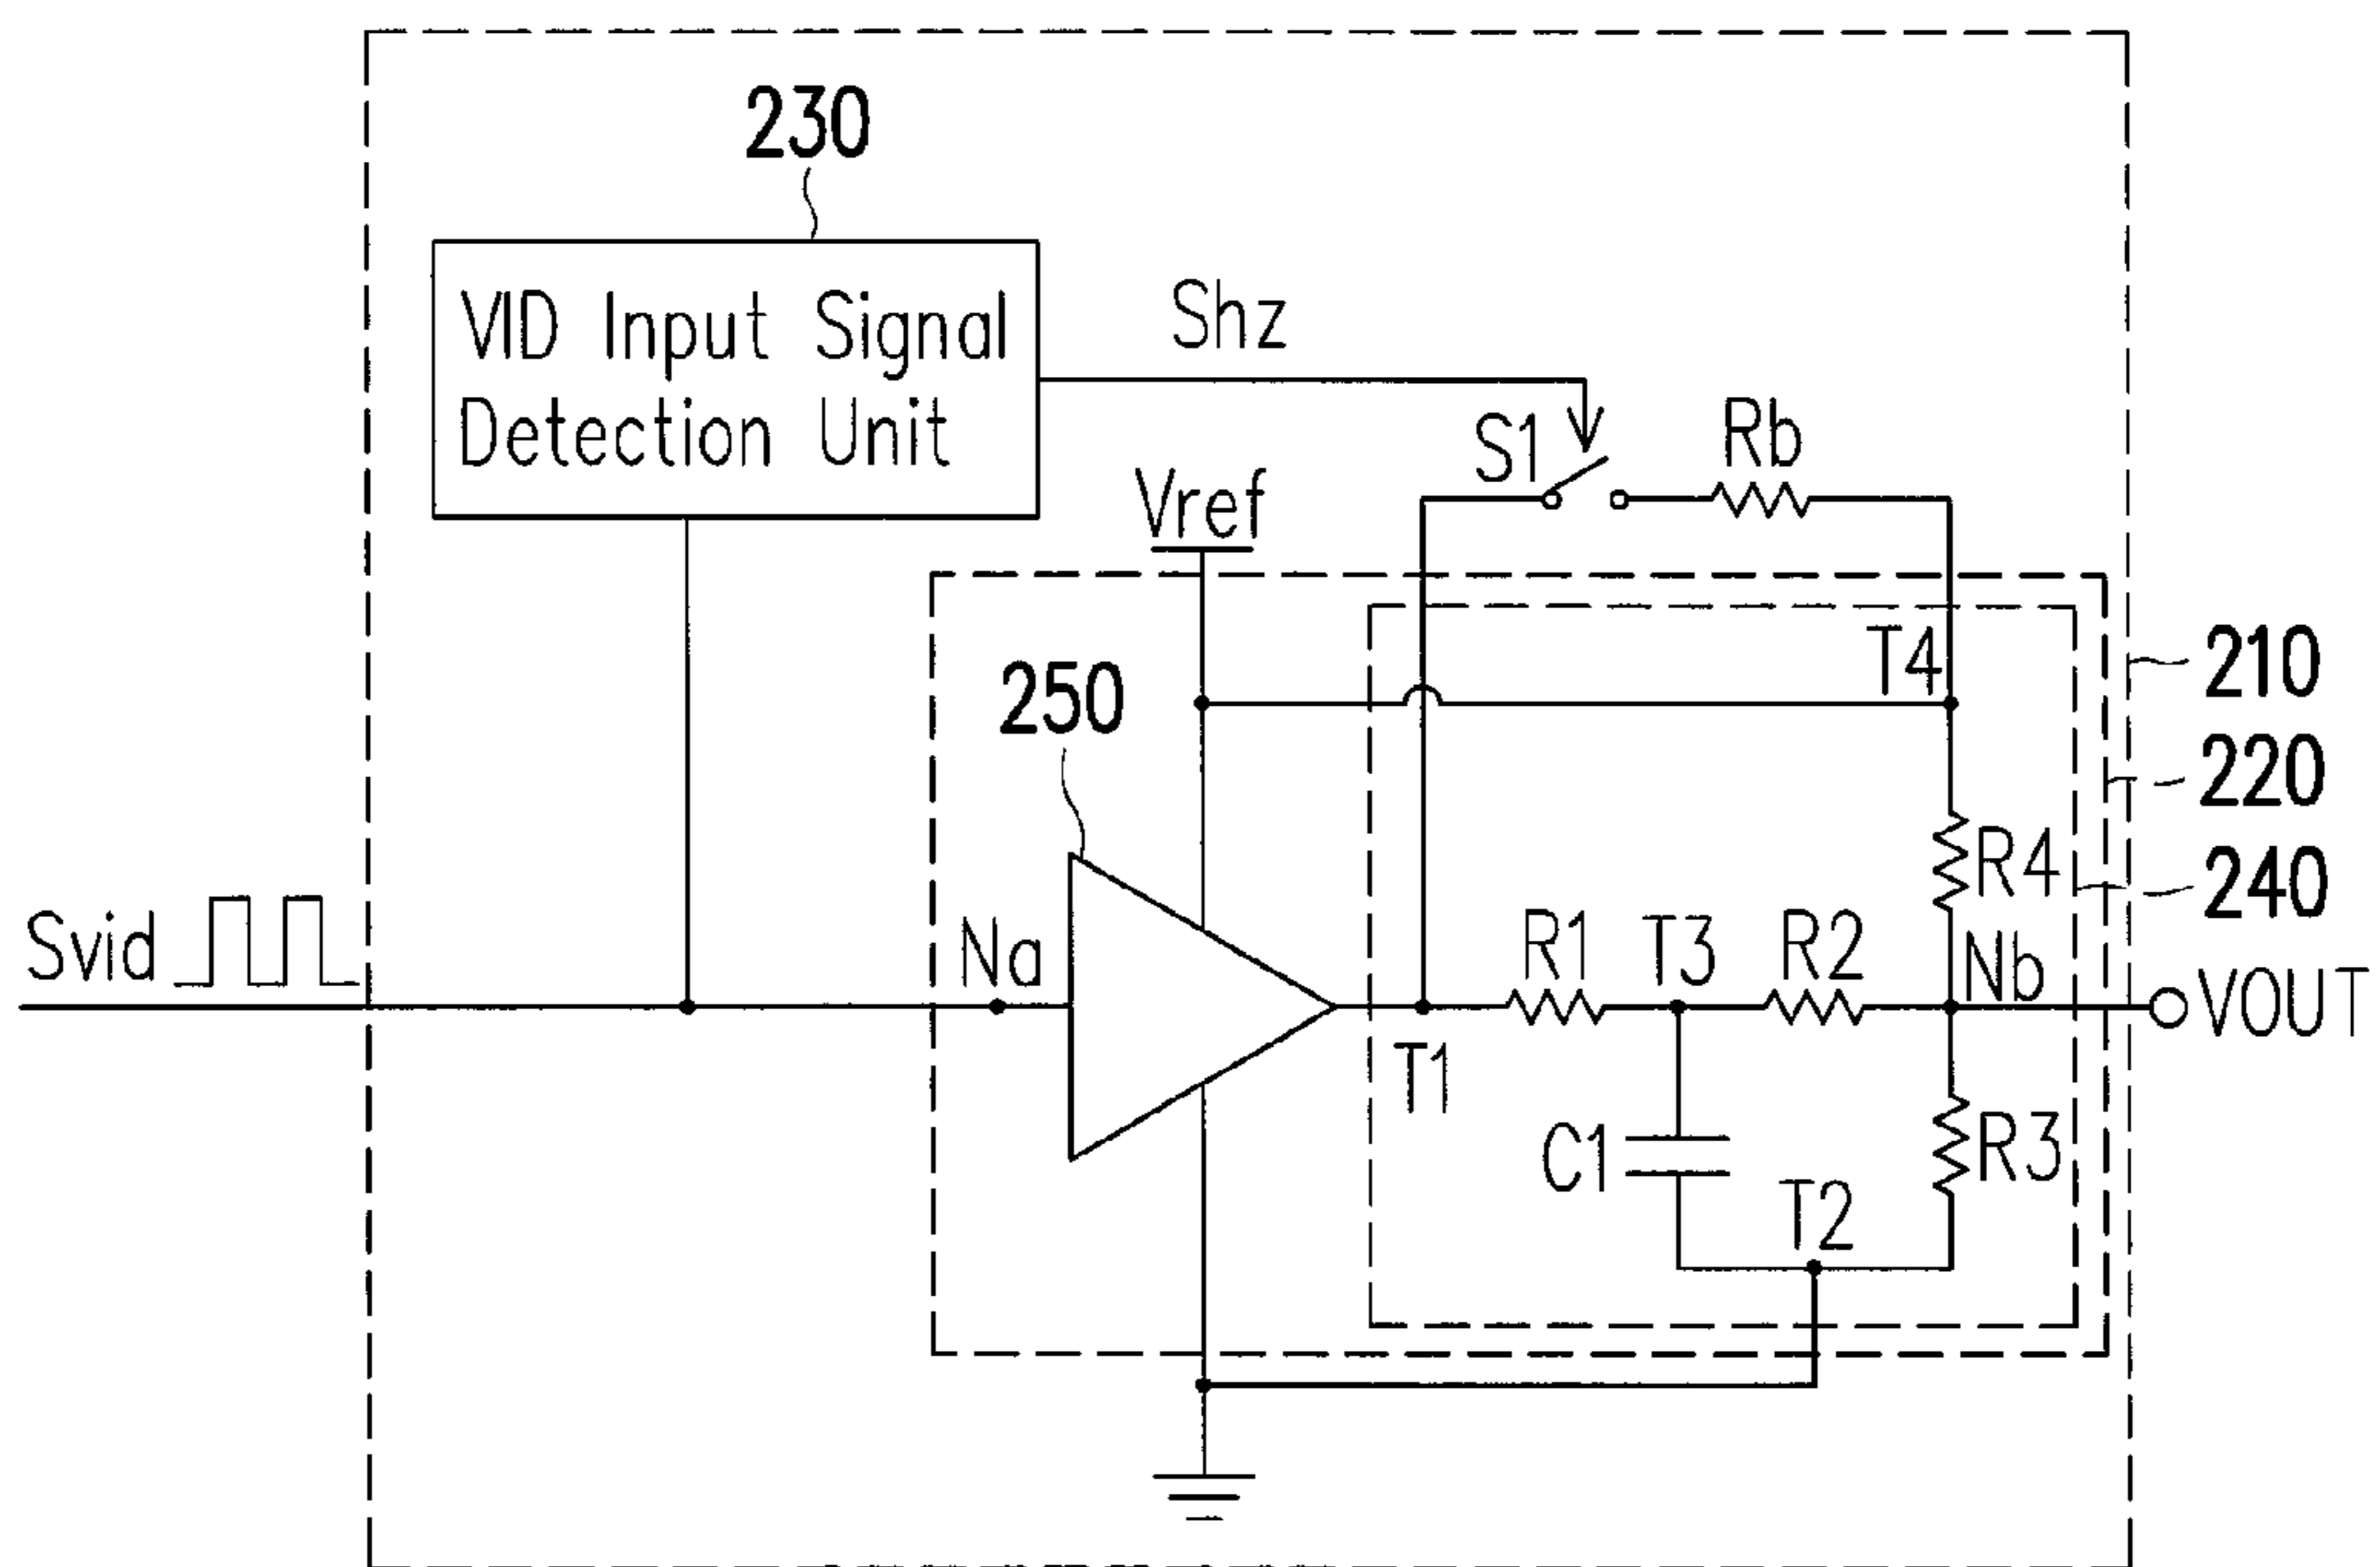 230
VID Input Signal
Detection Unit
Shz
S1
Rb
Vref
T4
210
250
220
R4
240
Svid
Na
R1
T3
R2
Nb
VOUT
T1
C1
T2
R3